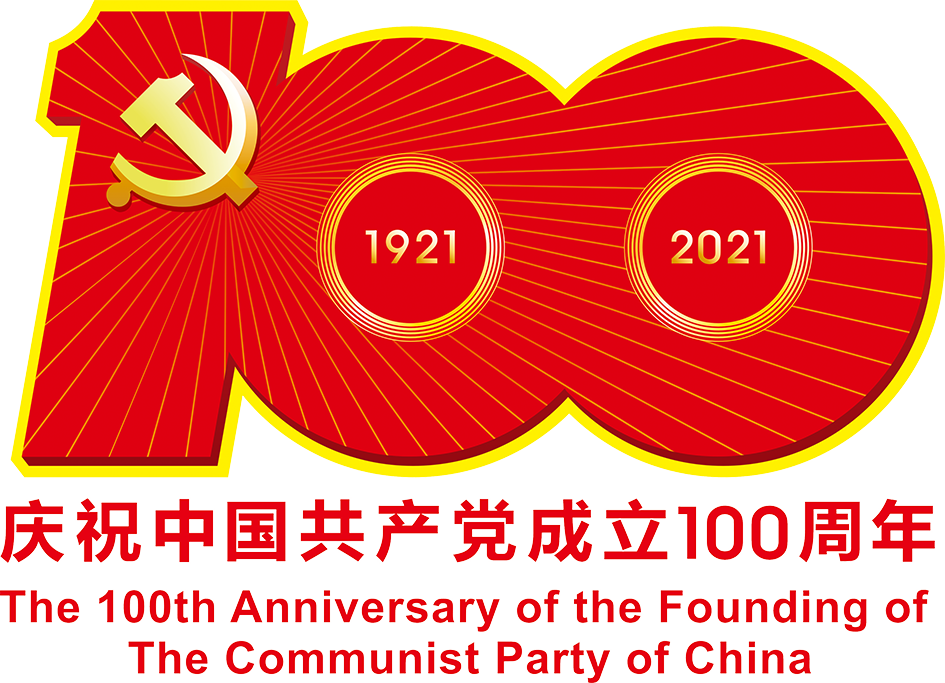 100
1921
2021
庆祝中国共产党成立100周年
The 100th Anniversary of the Founding of
The Communist Party of China